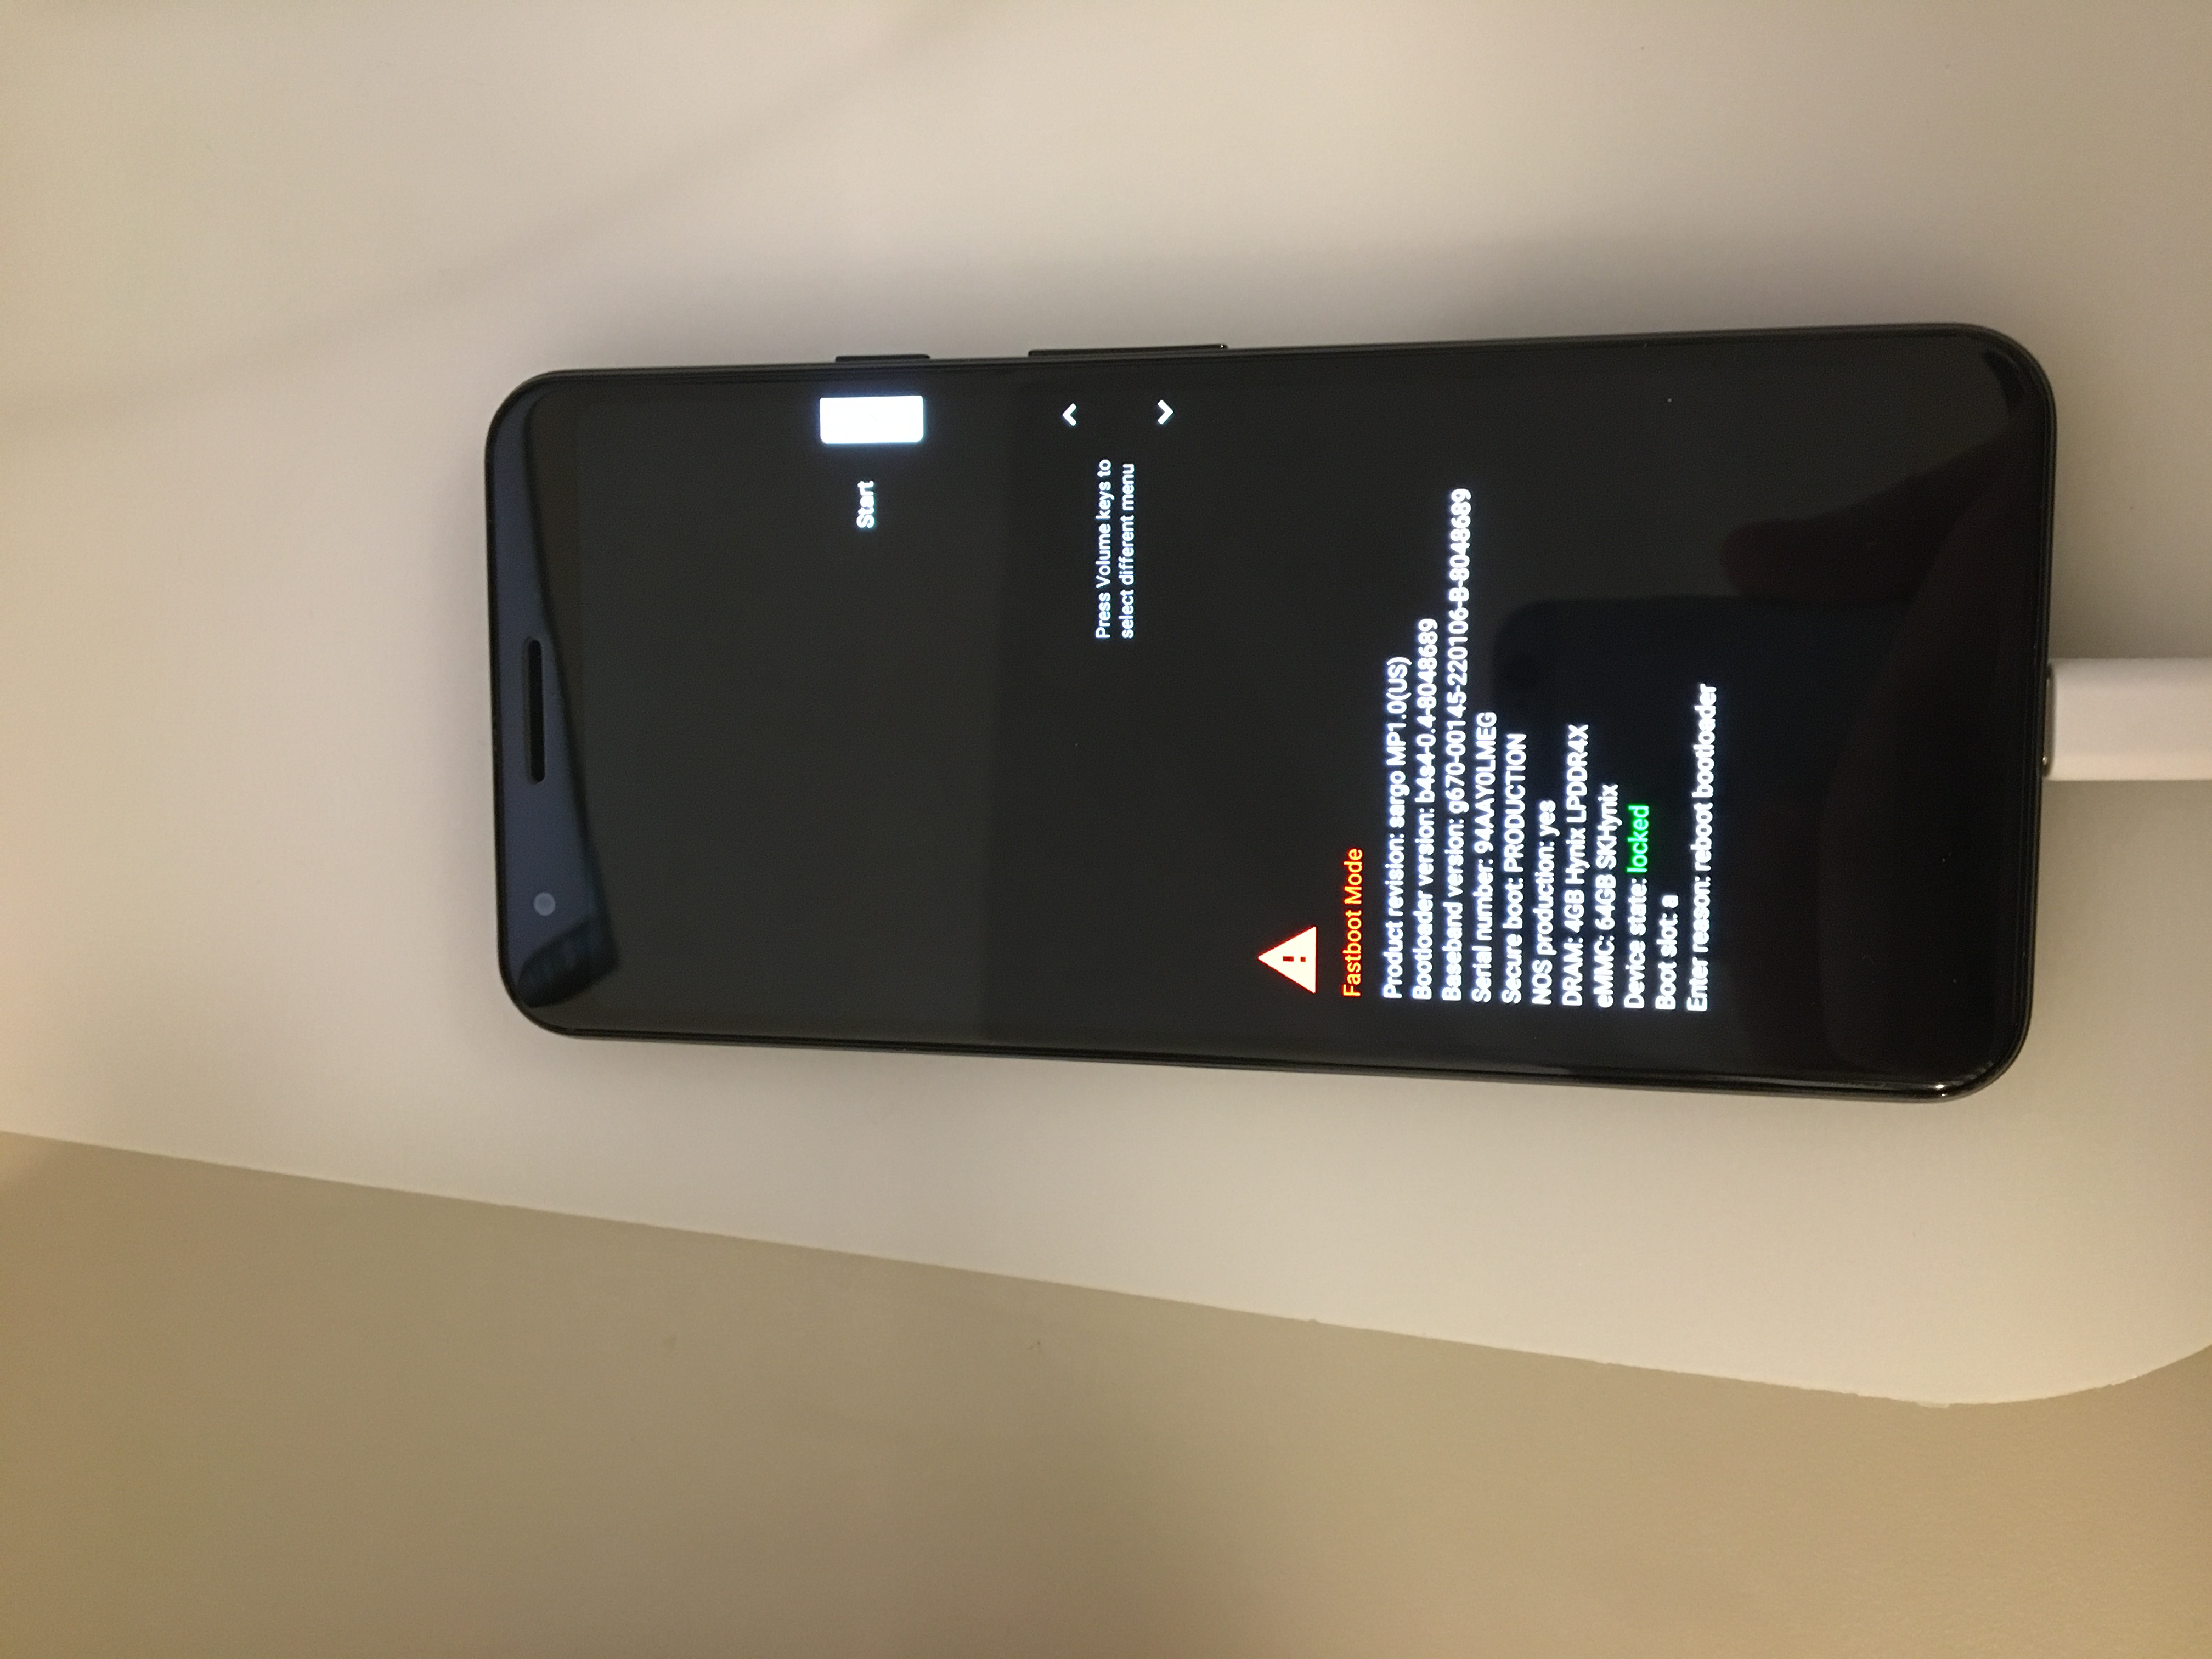 Start
Press Volume keys to
select different menu
Fastboot Mode
Product revision: sargo MP1.0(US)
Bootloader version: b4s4-0.4-8048689
Baseband version: g670-00145-220106-B-8048689
Serial number: 94AAY0LMEG
Secure boot: PRODUCTION
NOS production: yes
DRAM: 4GB Hynix LPDDR4X
eMMC: 64GB SKHynix
Device state: locked
Boot slot: a
Enter reason: reboot bootloader